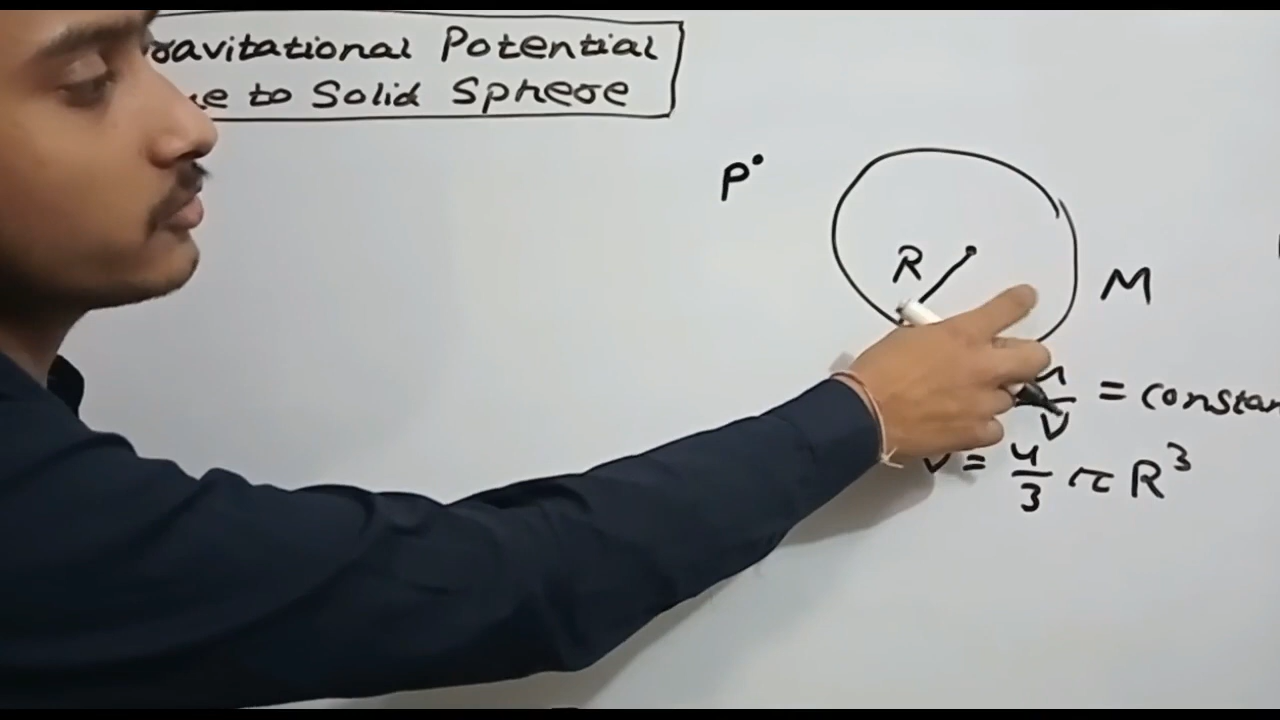 ravitational Potential
e to Solid Sphere
P
R
M
= constan
V
V = 4/3 π R³